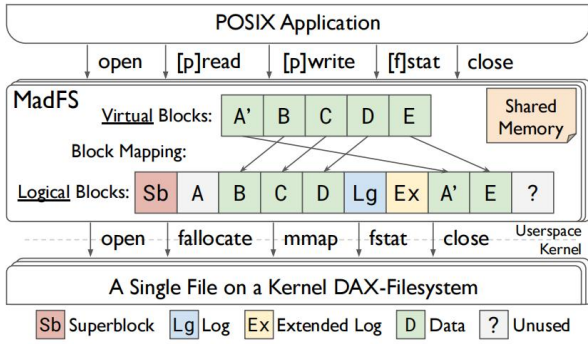 POSIX Application
open [p]read [p]write [f]stat close
MadFS
Shared Memory
Virtual Blocks: A' B C D E
Block Mapping:
Logical Blocks: Sb A B C D Lg Ex A' E ?
open fallocate mmap fstat close
Userspace
Kernel
A Single File on a Kernel DAX-Filesystem
Sb Superblock Lg Log Ex Extended Log D Data ? Unused